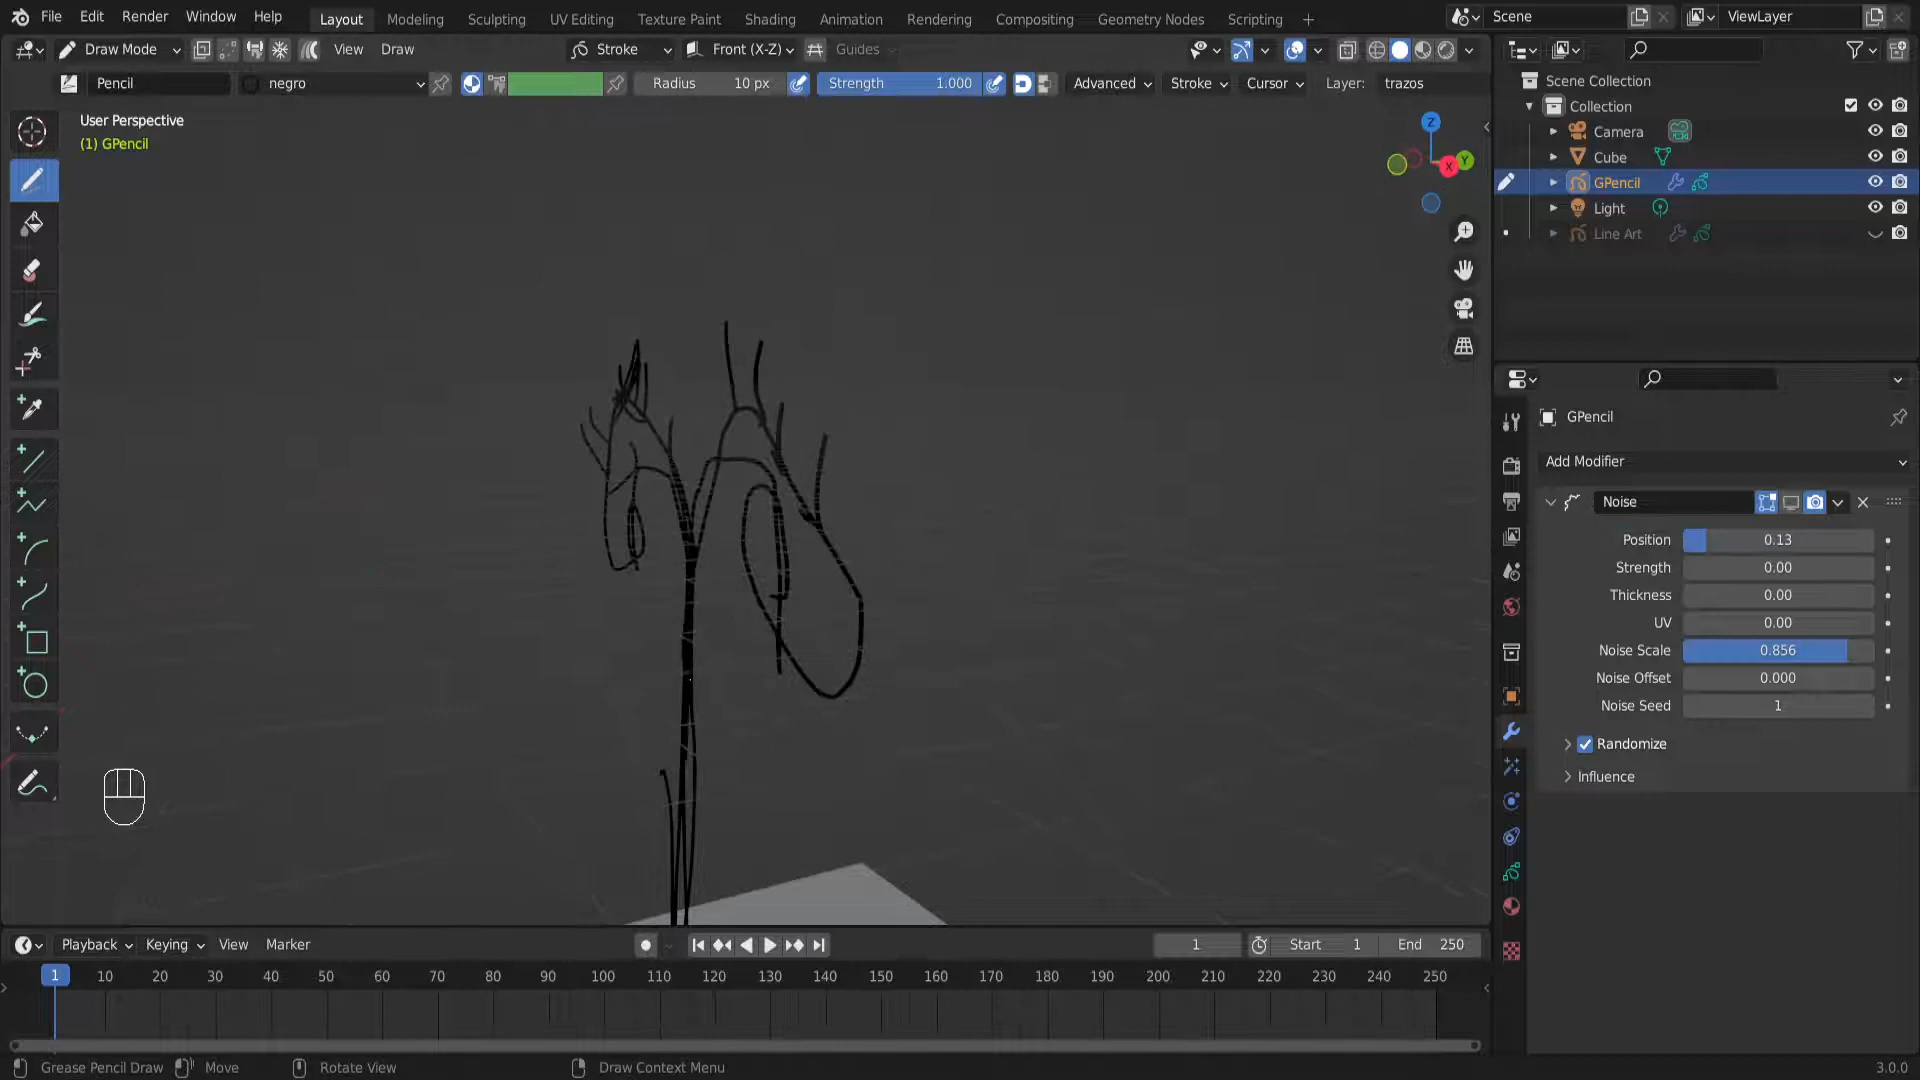 File Edit Render Window Help Layout Modeling Sculpting UV Editing Texture Paint Shading Animation Rendering Compositing Geometry Nodes Scripting + Scene ViewLayer
Draw Mode View Draw Stroke Front (X-Z) Guides
Pencil negro Radius 10 px Strength 1.000 Advanced Stroke Cursor Layer: trazos
User Perspective
(1) GPencil
Z
Y
X
Scene Collection
Collection
Camera
Cube
GPencil
Light
Line Art
GPencil
Add Modifier
Noise
Position 0.13
Strength 0.00
Thickness 0.00
UV 0.00
Noise Scale 0.856
Noise Offset 0.000
Noise Seed 1
Randomize
Influence
Playback Keying View Marker 1 Start 1 End 250
1 10 20 30 40 50 60 70 80 90 100 110 120 130 140 150 160 170 180 190 200 210 220 230 240 250
Grease Pencil Draw Move Rotate View Draw Context Menu 3.0.0